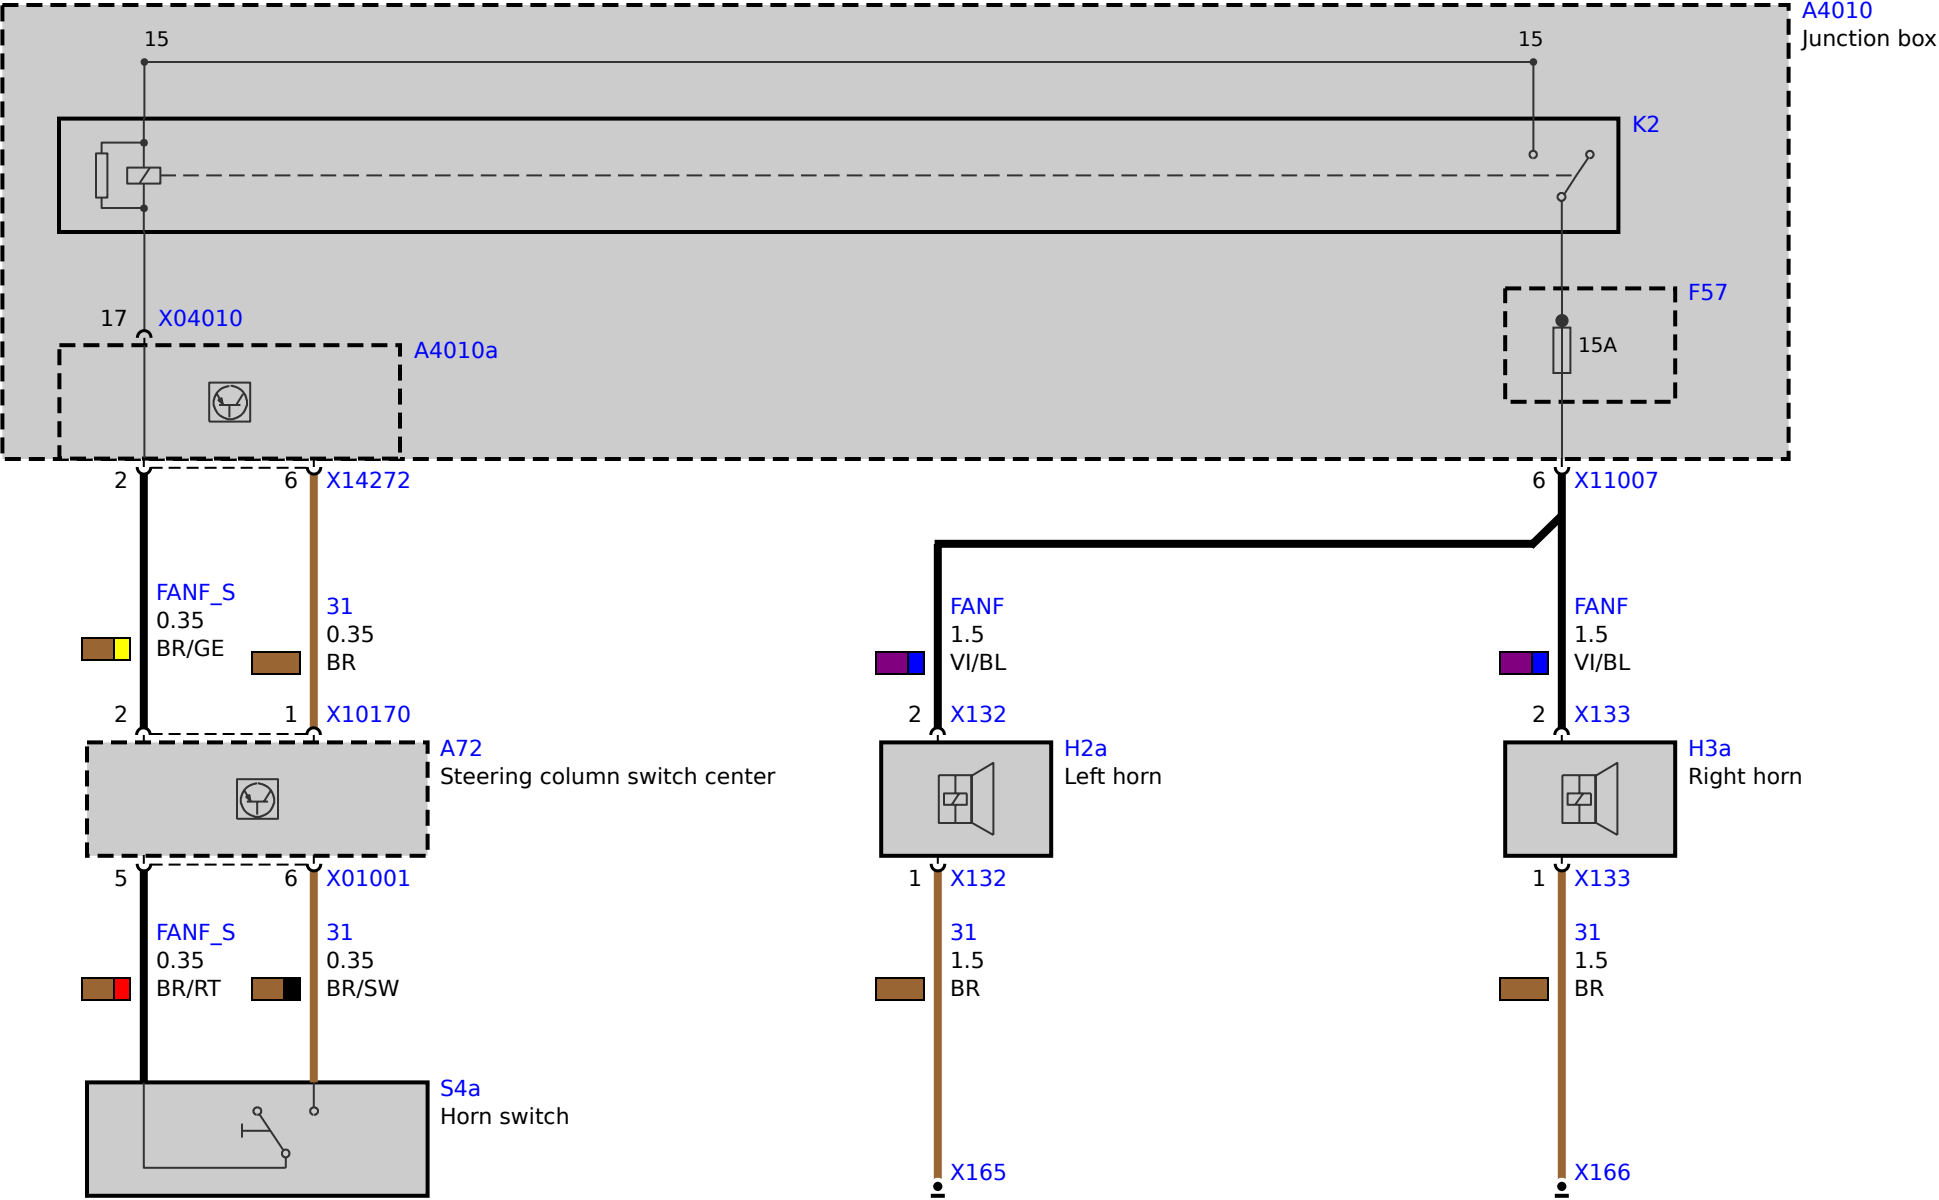 A4010
Junction box
15
15
K2
17
X04010
F57
15A
A4010a
2
6
X14272
6
X11007
FANF_S
0.35
BR/GE
31
0.35
BR
FANF
1.5
VI/BL
FANF
1.5
VI/BL
2
1
X10170
2
X132
2
X133
A72
Steering column switch center
H2a
Left horn
H3a
Right horn
5
6
X01001
1
X132
1
X133
FANF_S
0.35
BR/RT
31
0.35
BR/SW
31
1.5
BR
31
1.5
BR
S4a
Horn switch
X165
X166